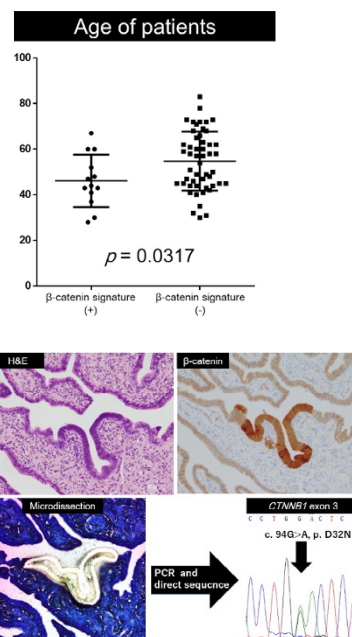 Age of patients
100
80
60
40
20
0
p = 0.0317
β-catenin signature β-catenin signature
(+) (-)
H&E β-catenin
Microdissection
PCR and
direct sequcnce
CTNNB1 exon 3
C C T G G A C T C
c. 94G>A, p. D32N